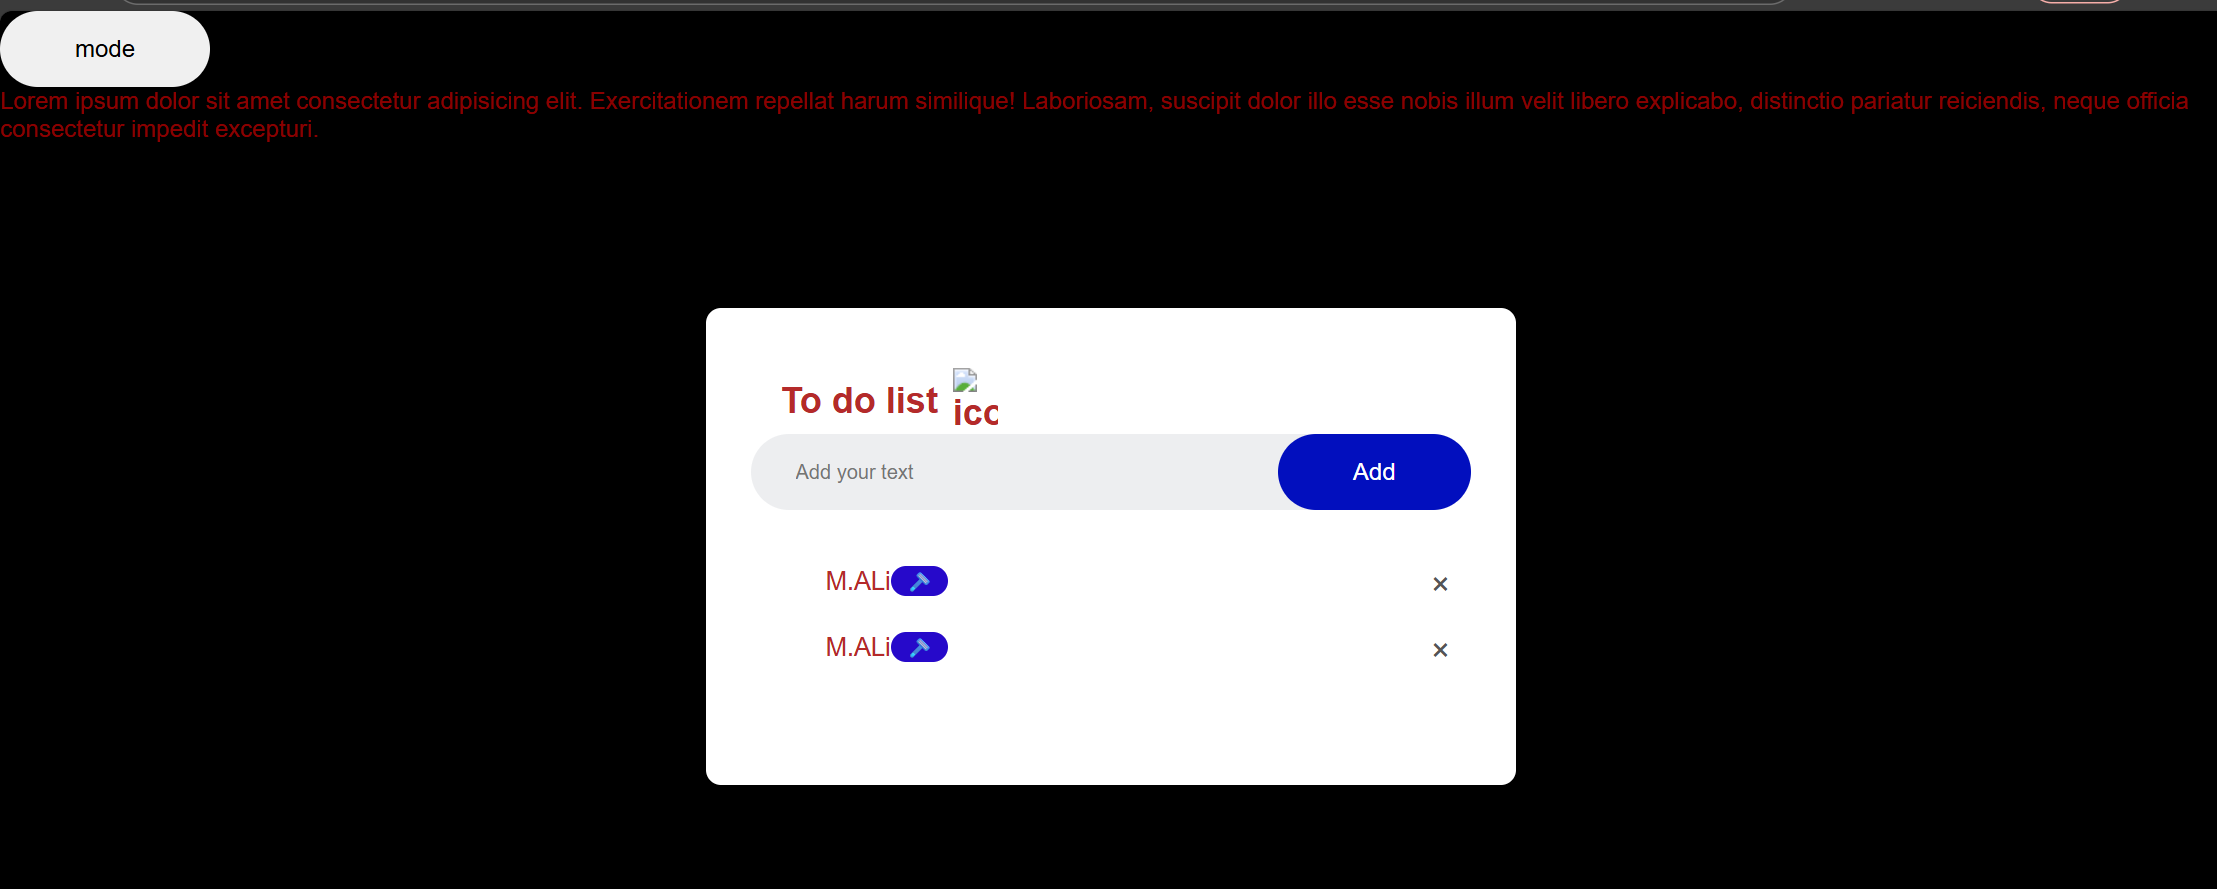 mode
Lorem ipsum dolor sit amet consectetur adipisicing elit. Exercitationem repellat harum similique! Laboriosam, suscipit dolor illo esse nobis illum velit libero explicabo, distinctio pariatur reiciendis, neque officia
consectetur impedit excepturi.
To do list
Add your text Add
M.ALi ×
M.ALi ×